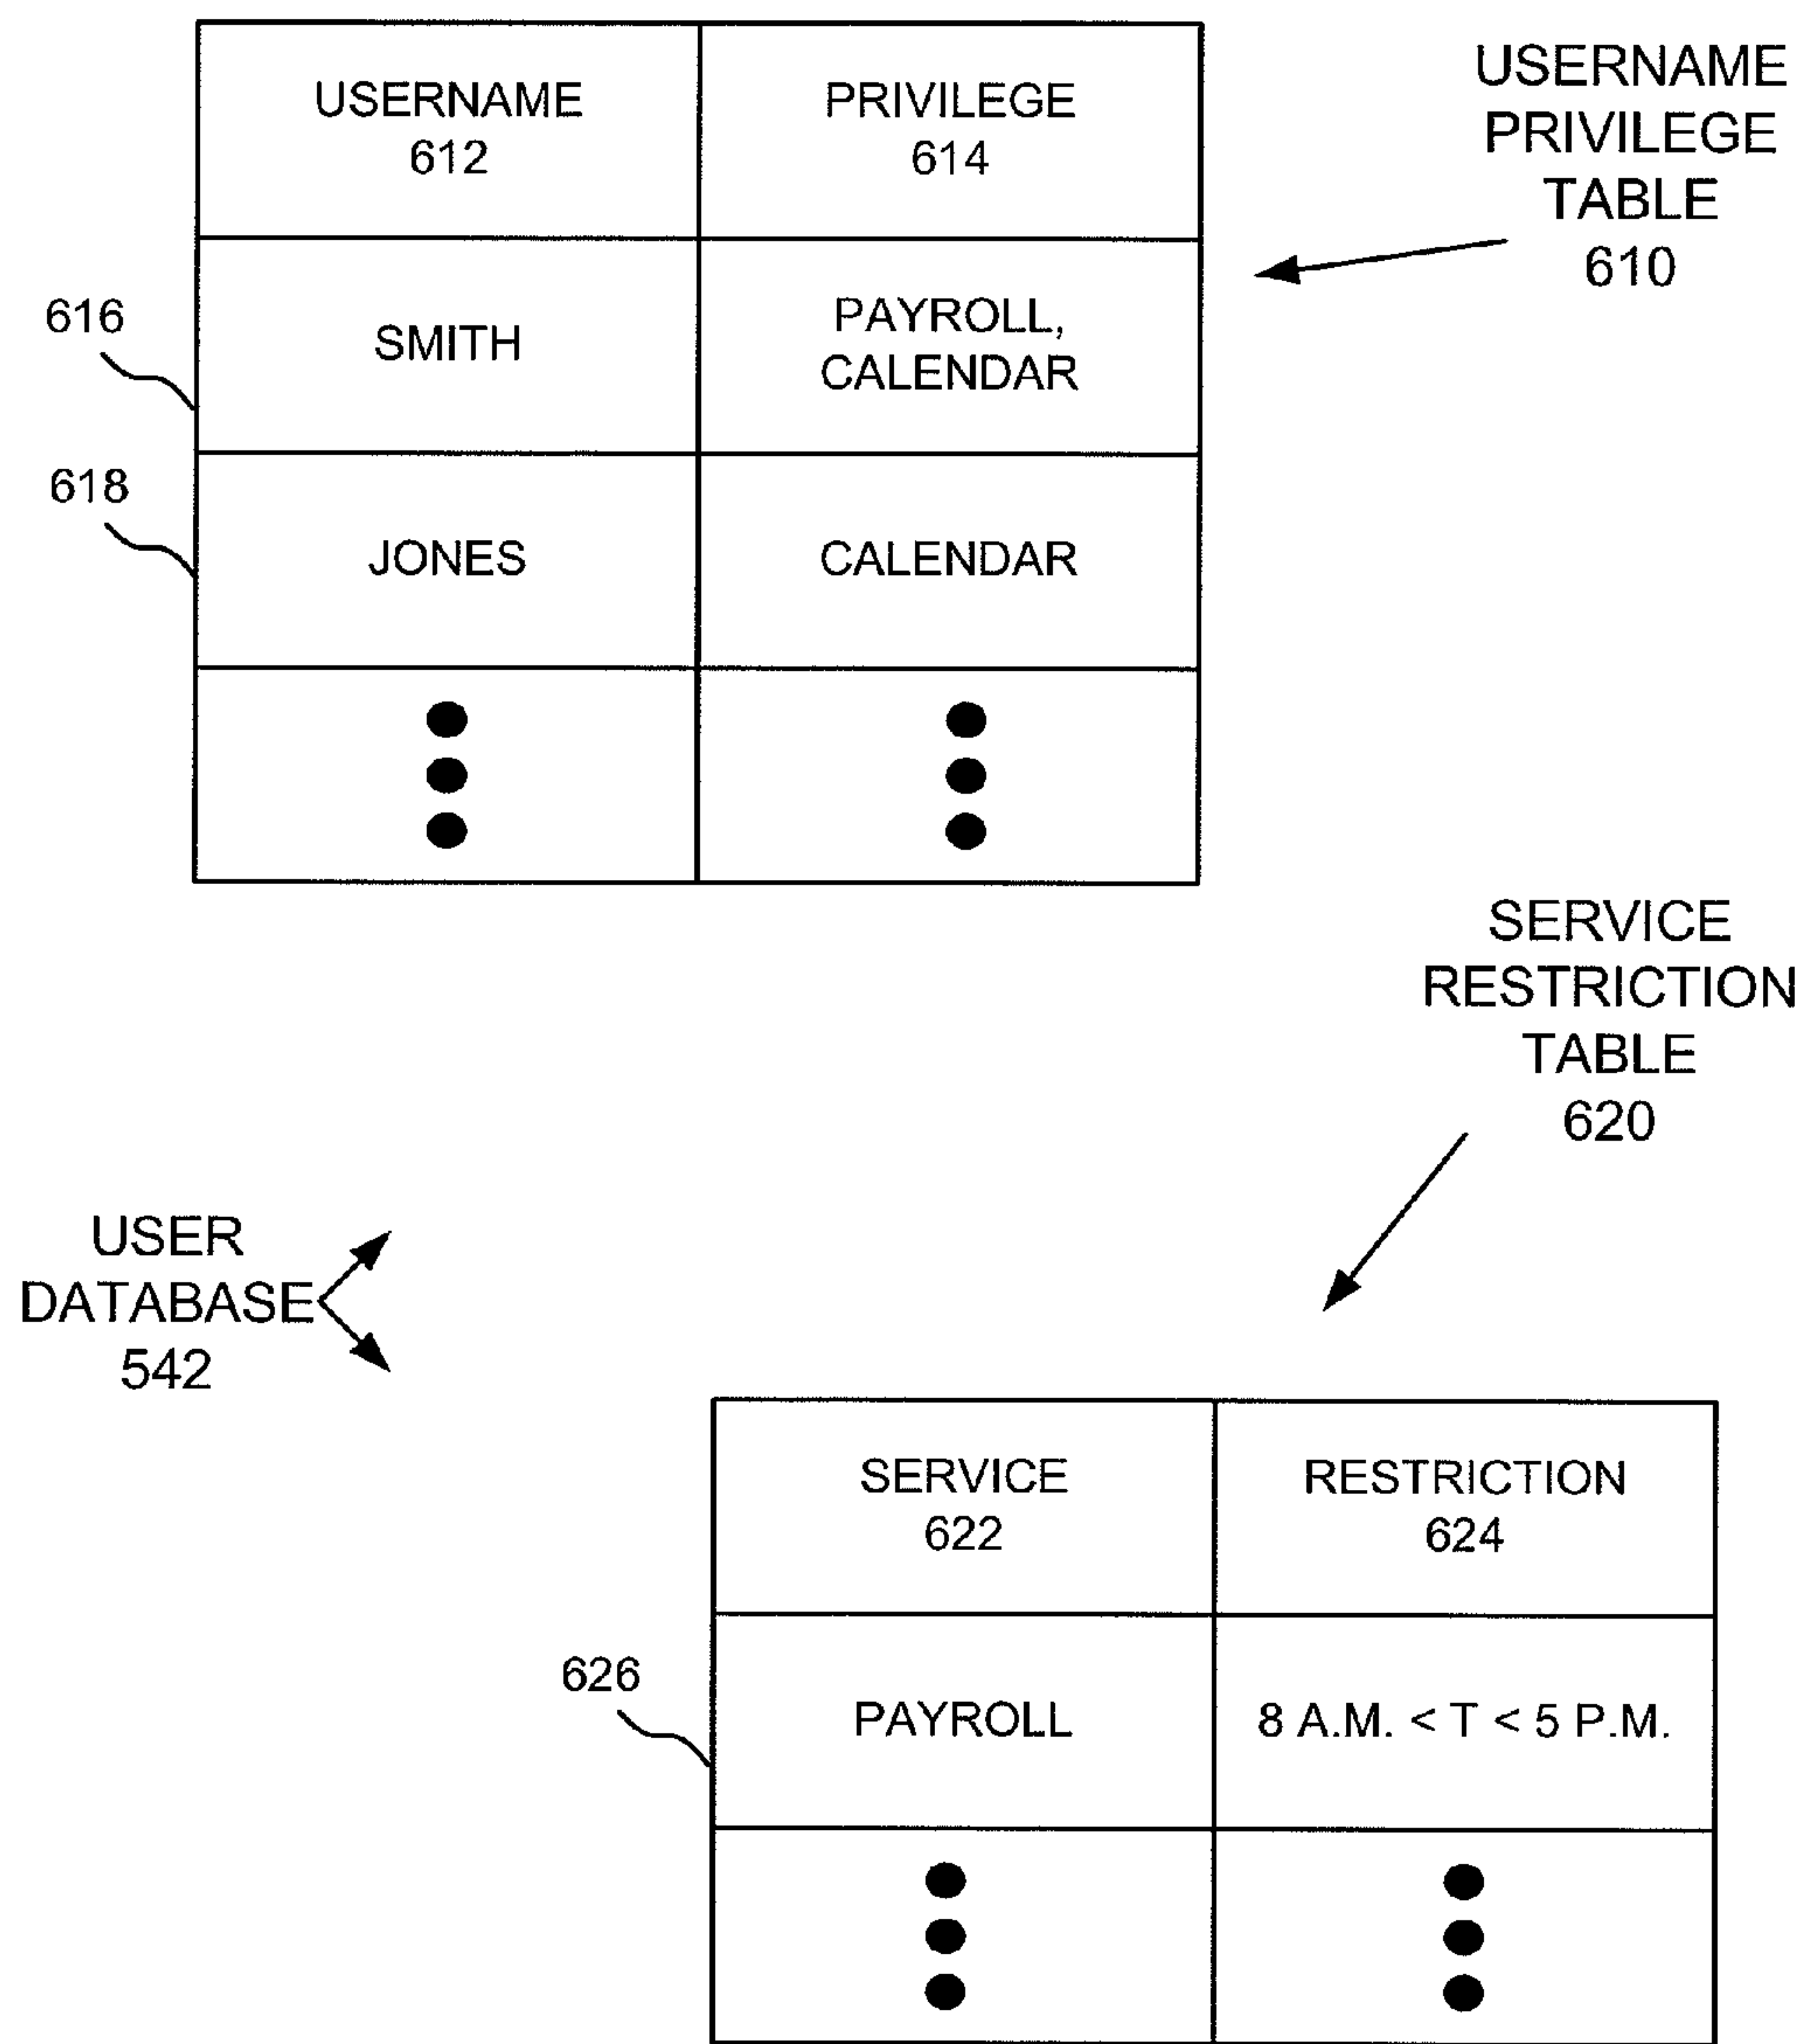 USERNAME
612
PRIVILEGE
614
USERNAME
PRIVILEGE
TABLE
610
616
SMITH
PAYROLL,
CALENDAR
618
JONES
CALENDAR
SERVICE
RESTRICTION
TABLE
620
USER
DATABASE
542
SERVICE
622
RESTRICTION
624
626
PAYROLL
8 A.M. < T < 5 P.M.